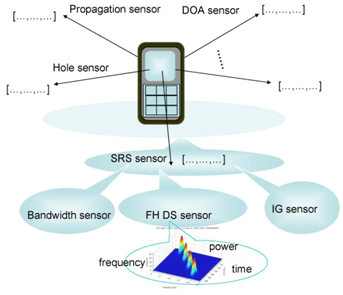 Propagation sensor
DOA sensor
[…,…,…]
[…,…,…]
Hole sensor
[…,…,…]
[…,…,…]
SRS sensor
[…,…,…]
Bandwidth sensor
FH DS sensor
IG sensor
power
frequency
time